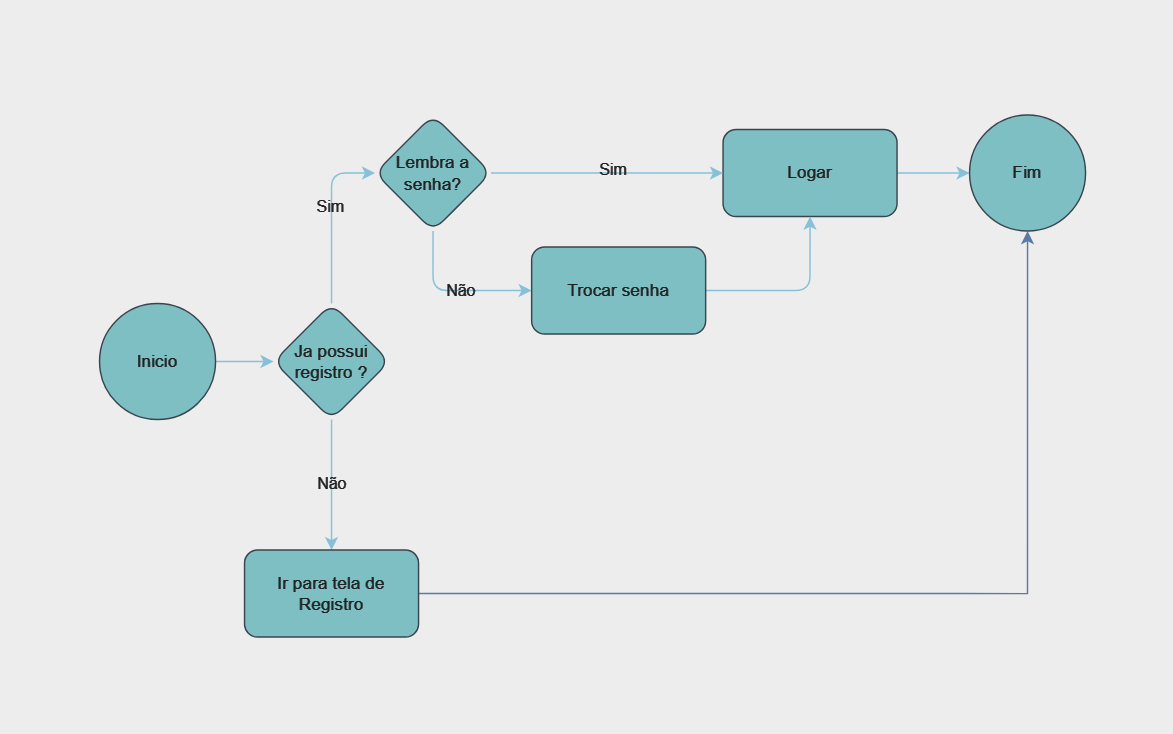 Lembra a
senha?
Sim
Logar
Fim
Sim
Não
Trocar senha
Inicio
Ja possui
registro ?
Não
Ir para tela de
Registro